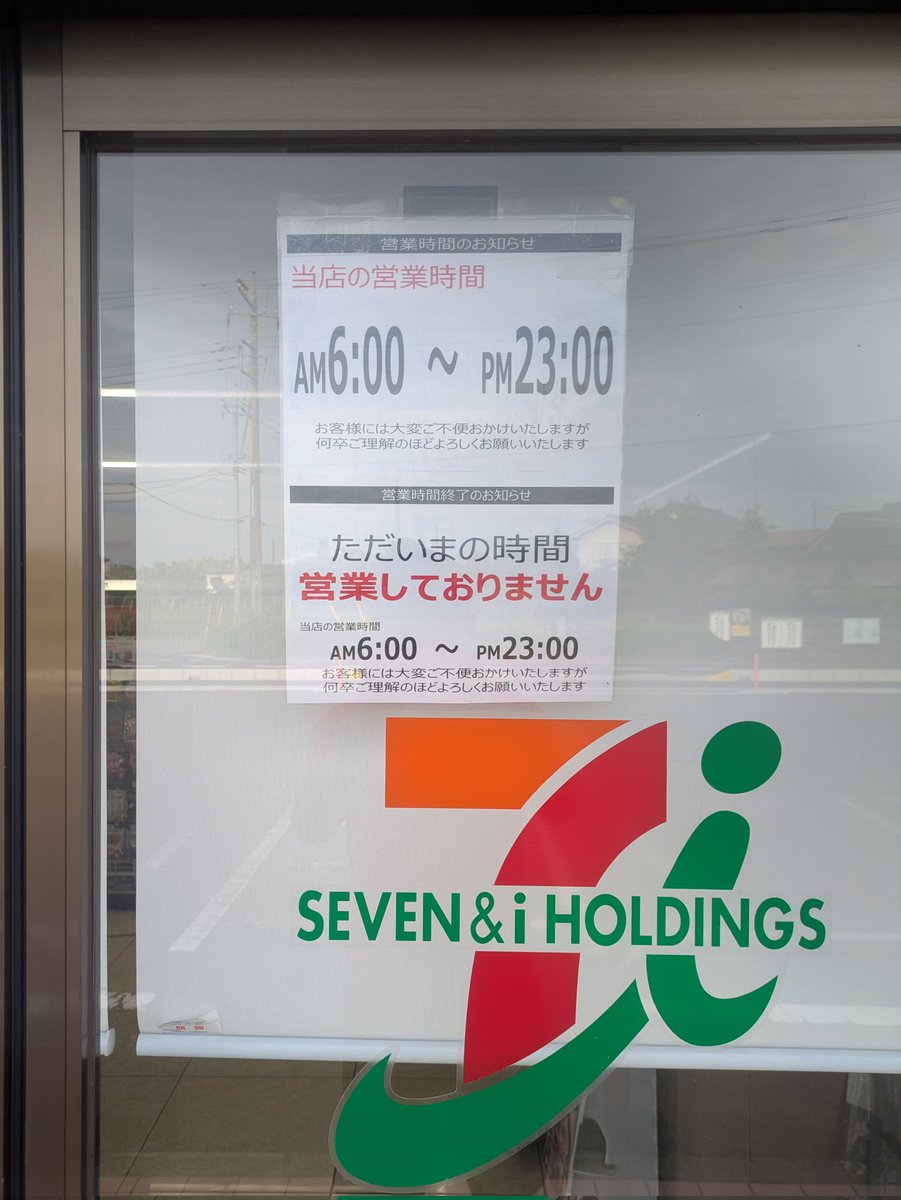 営業時間のお知らせ
当店の営業時間
AM6:00 ～ PM23:00
お客様には大変ご不便おかけいたしますが
何卒ご理解のほどよろしくお願いいたします
営業時間終了のお知らせ
ただいまの時間
営業しておりません
当店の営業時間
AM6:00 ～ PM23:00
お客様には大変ご不便おかけいたしますが
何卒ご理解のほどよろしくお願いいたします
SEVEN & i HOLDINGS